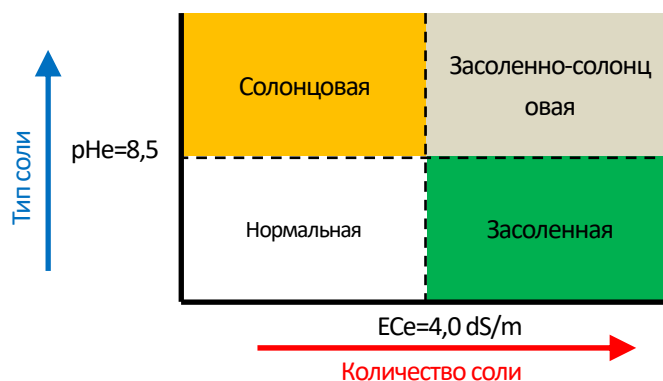 Солонцовая
Засоленно-солонц
овая
Тип соли
pHe=8,5
Нормальная
Засоленная
ECe=4,0 dS/m
Количество соли